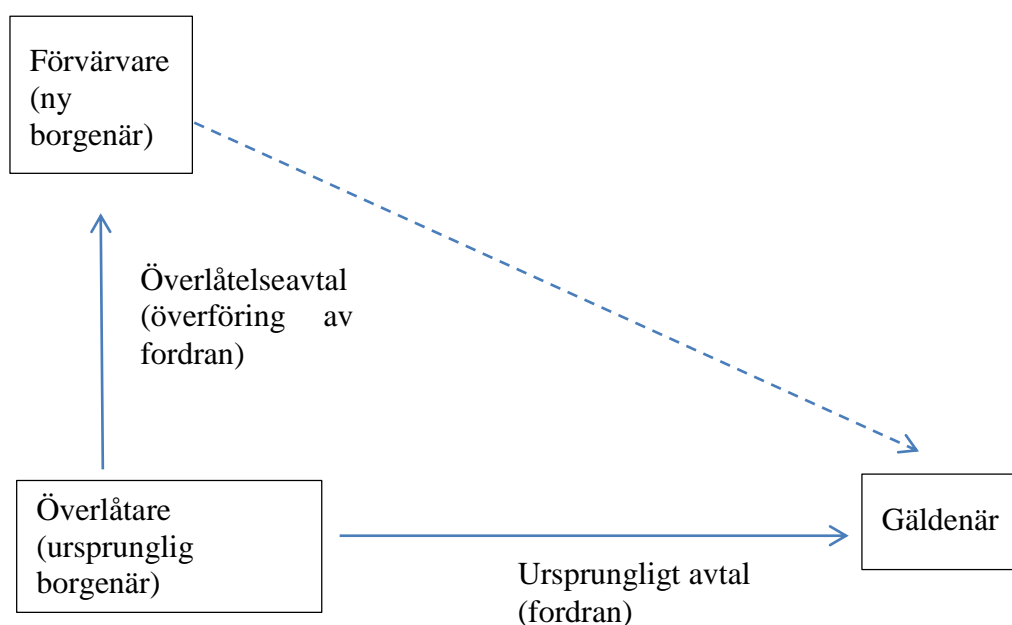 Förvärvare
(ny
borgenär)
Överlåtelseavtal
(överföring av
fordran)
Överlåtare
(ursprunglig
borgenär)
Gäldenär
Ursprungligt avtal
(fordran)